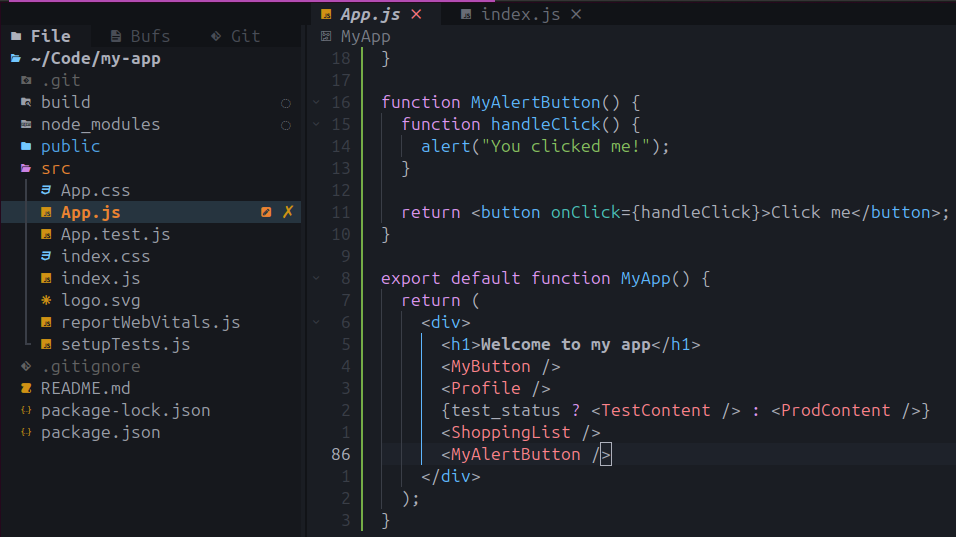 App.js ✕ index.js ✕
File Bufs Git
MyApp
~/Code/my-app
.git
build
node_modules
public
src
App.css
App.js
App.test.js
index.css
index.js
logo.svg
reportWebVitals.js
setupTests.js
.gitignore
README.md
package-lock.json
package.json
18 }
17
16 function MyAlertButton() {
15 function handleClick() {
14 alert("You clicked me!");
13 }
12
11 return <button onClick={handleClick}>Click me</button>;
10 }
9
8 export default function MyApp() {
7 return (
6 <div>
5 <h1>Welcome to my app</h1>
4 <MyButton />
3 <Profile />
2 {test_status ? <TestContent /> : <ProdContent />}
1 <ShoppingList />
86 <MyAlertButton />
1 </div>
2 );
3 }